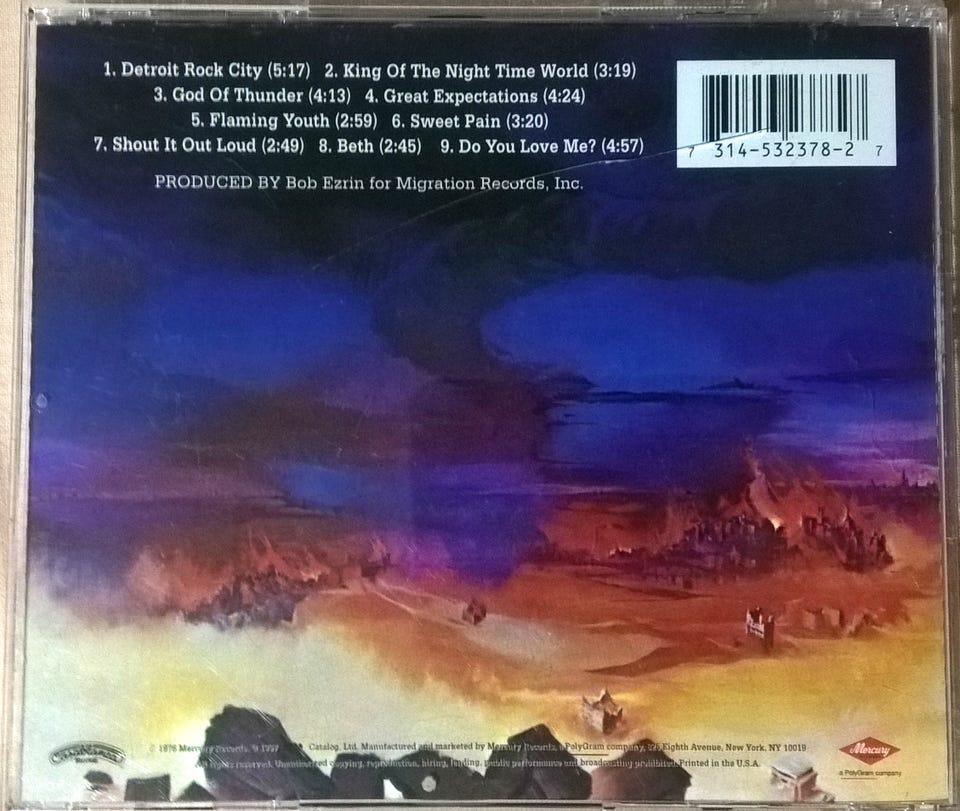 1. Detroit Rock City (5:17) 2. King Of The Night Time World (3:19)
3. God Of Thunder (4:13) 4. Great Expectations (4:24)
5. Flaming Youth (2:59) 6. Sweet Pain (3:20)
7. Shout It Out Loud (2:49) 8. Beth (2:45) 9. Do You Love Me? (4:57)
PRODUCED BY Bob Ezrin for Migration Records, Inc.
7 314-532378-2 7
Casablanca
1976 Mercury Records, 1997 Catalog, Ltd. Manufactured and marketed by Mercury Records, a PolyGram company, Eighth Avenue, New York, NY 10019
All rights reserved. Unauthorized copying, reproduction, hiring, lending, public performance and broadcasting prohibited. Printed in the U.S.A.
Mercury
a PolyGram company